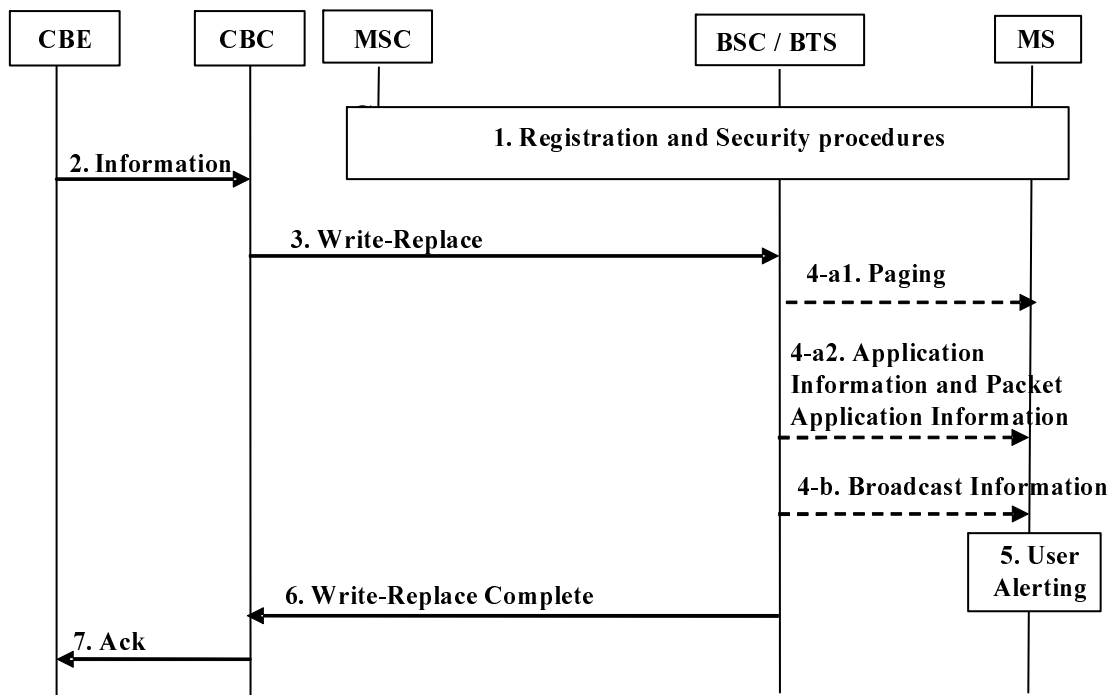 CBE
CBC
MSC
BSC / BTS
MS
1. Registration and Security procedures
2. Information
3. Write-Replace
4-a1. Paging
4-a2. Application
Information and Packet
Application Information
4-b. Broadcast Information
5. User
Alerting
6. Write-Replace Complete
7. Ack